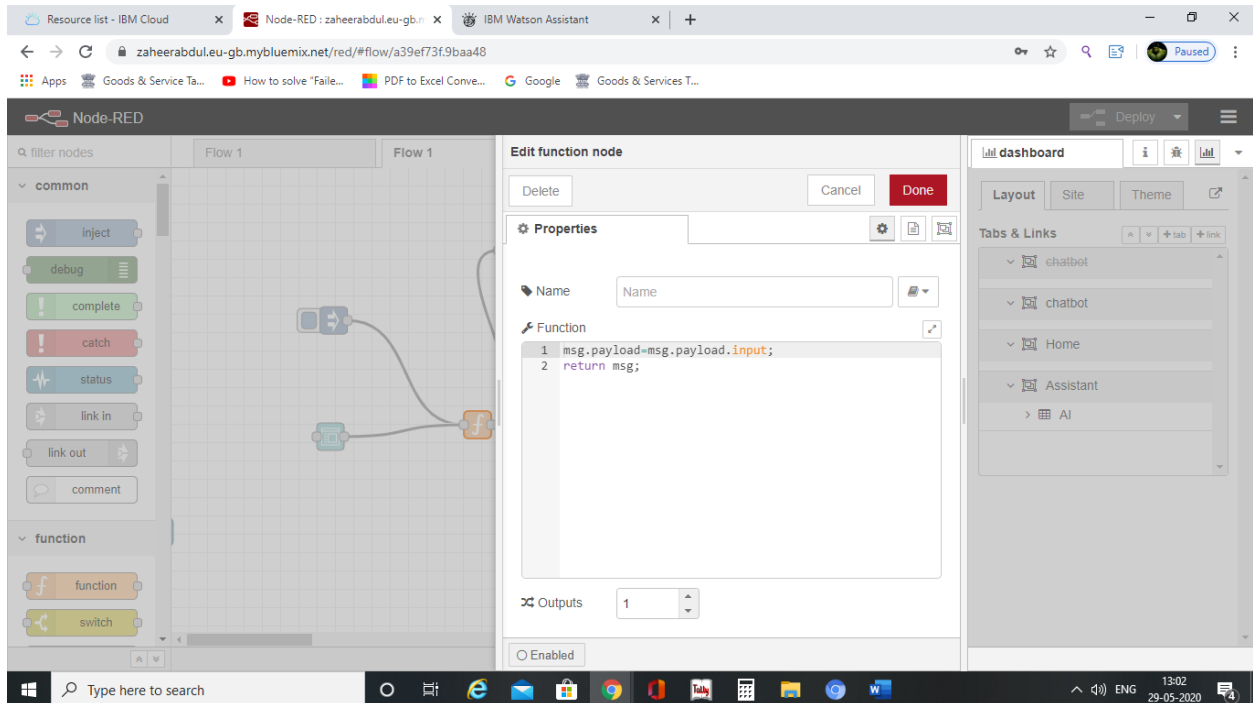 Resource list - IBM Cloud
Node-RED : zaheerabdul.eu-gb.m
IBM Watson Assistant
zaheerabdul.eu-gb.mybluemix.net/red/#flow/a39ef73f.9baa48
Paused
Apps Goods & Service Ta... How to solve "Faile... PDF to Excel Conve... Google Goods & Services T...
Node-RED
Deploy
filter nodes
Flow 1
Flow 1
Edit function node
dashboard
common
Delete
Cancel
Done
Layout
Site
Theme
inject
Properties
Tabs & Links
+ tab
+ link
debug
chatbot
complete
Name
Name
chatbot
catch
Function
Home
1 msg.payload=msg.payload.input;
2 return msg;
status
Assistant
link in
AI
link out
comment
function
function
Outputs
1
switch
Enabled
Type here to search
Tally
ENG
13:02
29-05-2020
4